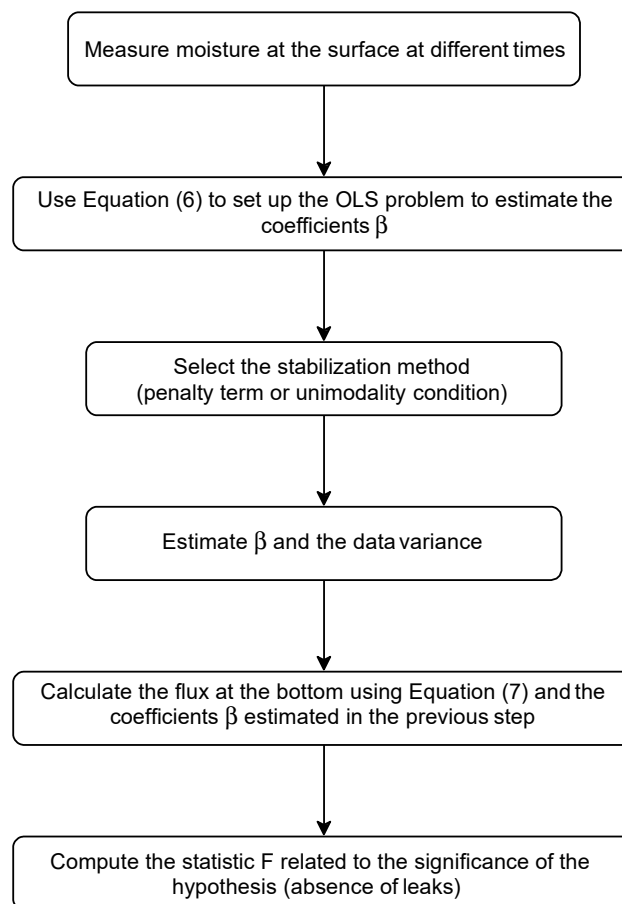 Measure moisture at the surface at different times
Use Equation (6) to set up the OLS problem to estimate the
coefficients β
Select the stabilization method
(penalty term or unimodality condition)
Estimate β and the data variance
Calculate the flux at the bottom using Equation (7) and the
coefficients β estimated in the previous step
Compute the statistic F related to the significance of the
hypothesis (absence of leaks)